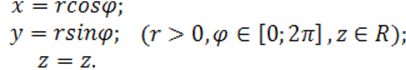 x = rcosφ;
y = rsinφ; (r > 0, φ ∈ [0; 2π], z ∈ R);
z = z.